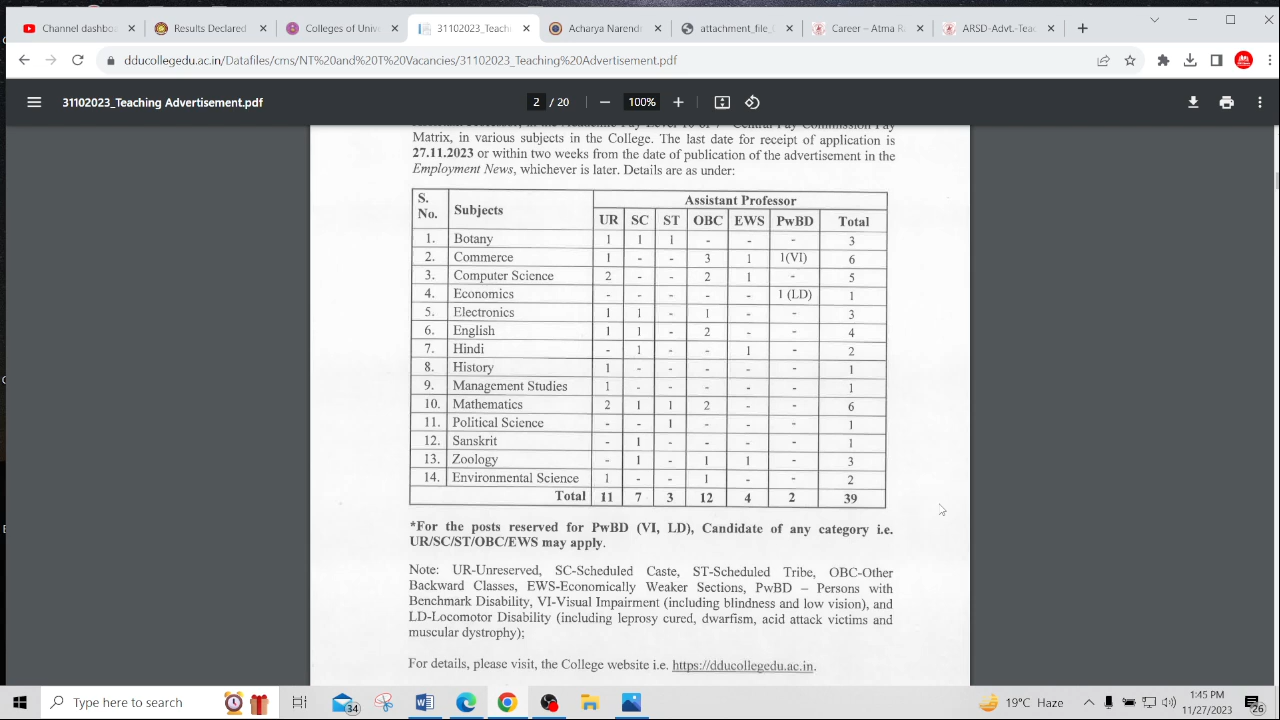 Channel dashbo
Results Declared
Colleges of Univ
31102023_Teachi
Acharya Narend
attachment_file_
Career – Atma R
ARSD-Advt.-Teac
dducollegedu.ac.in/Datafiles/cms/NT%20and%20T%20Vacancies/31102023_Teaching%20Advertisement.pdf
31102023_Teaching Advertisement.pdf 2 / 20 100%
Matrix, in various subjects in the College. The last date for receipt of application is
27.11.2023 or within two weeks from the date of publication of the advertisement in the
Employment News, whichever is later. Details are as under:
S. No. Subjects Assistant Professor
UR SC ST OBC EWS PwBD Total
1. Botany 1 1 1 - - - 3
2. Commerce 1 - - 3 1 1(VI) 6
3. Computer Science 2 - - 2 1 - 5
4. Economics - - - - - 1 (LD) 1
5. Electronics 1 1 - 1 - - 3
6. English 1 1 - 2 - - 4
7. Hindi - 1 - - 1 - 2
8. History 1 - - - - - 1
9. Management Studies 1 - - - - - 1
10. Mathematics 2 1 1 2 - - 6
11. Political Science - - 1 - - - 1
12. Sanskrit - 1 - - - - 1
13. Zoology - 1 - 1 1 - 3
14. Environmental Science 1 - - 1 - - 2
Total 11 7 3 12 4 2 39
*For the posts reserved for PwBD (VI, LD), Candidate of any category i.e.
UR/SC/ST/OBC/EWS may apply.
Note: UR-Unreserved, SC-Scheduled Caste, ST-Scheduled Tribe, OBC-Other
Backward Classes, EWS-Economically Weaker Sections, PwBD – Persons with
Benchmark Disability, VI-Visual Impairment (including blindness and low vision), and
LD-Locomotor Disability (including leprosy cured, dwarfism, acid attack victims and
muscular dystrophy);
For details, please visit, the College website i.e. https://dducollegedu.ac.in.
Type here to search
34
19°C Haze
1:45 PM
11/27/2023
26